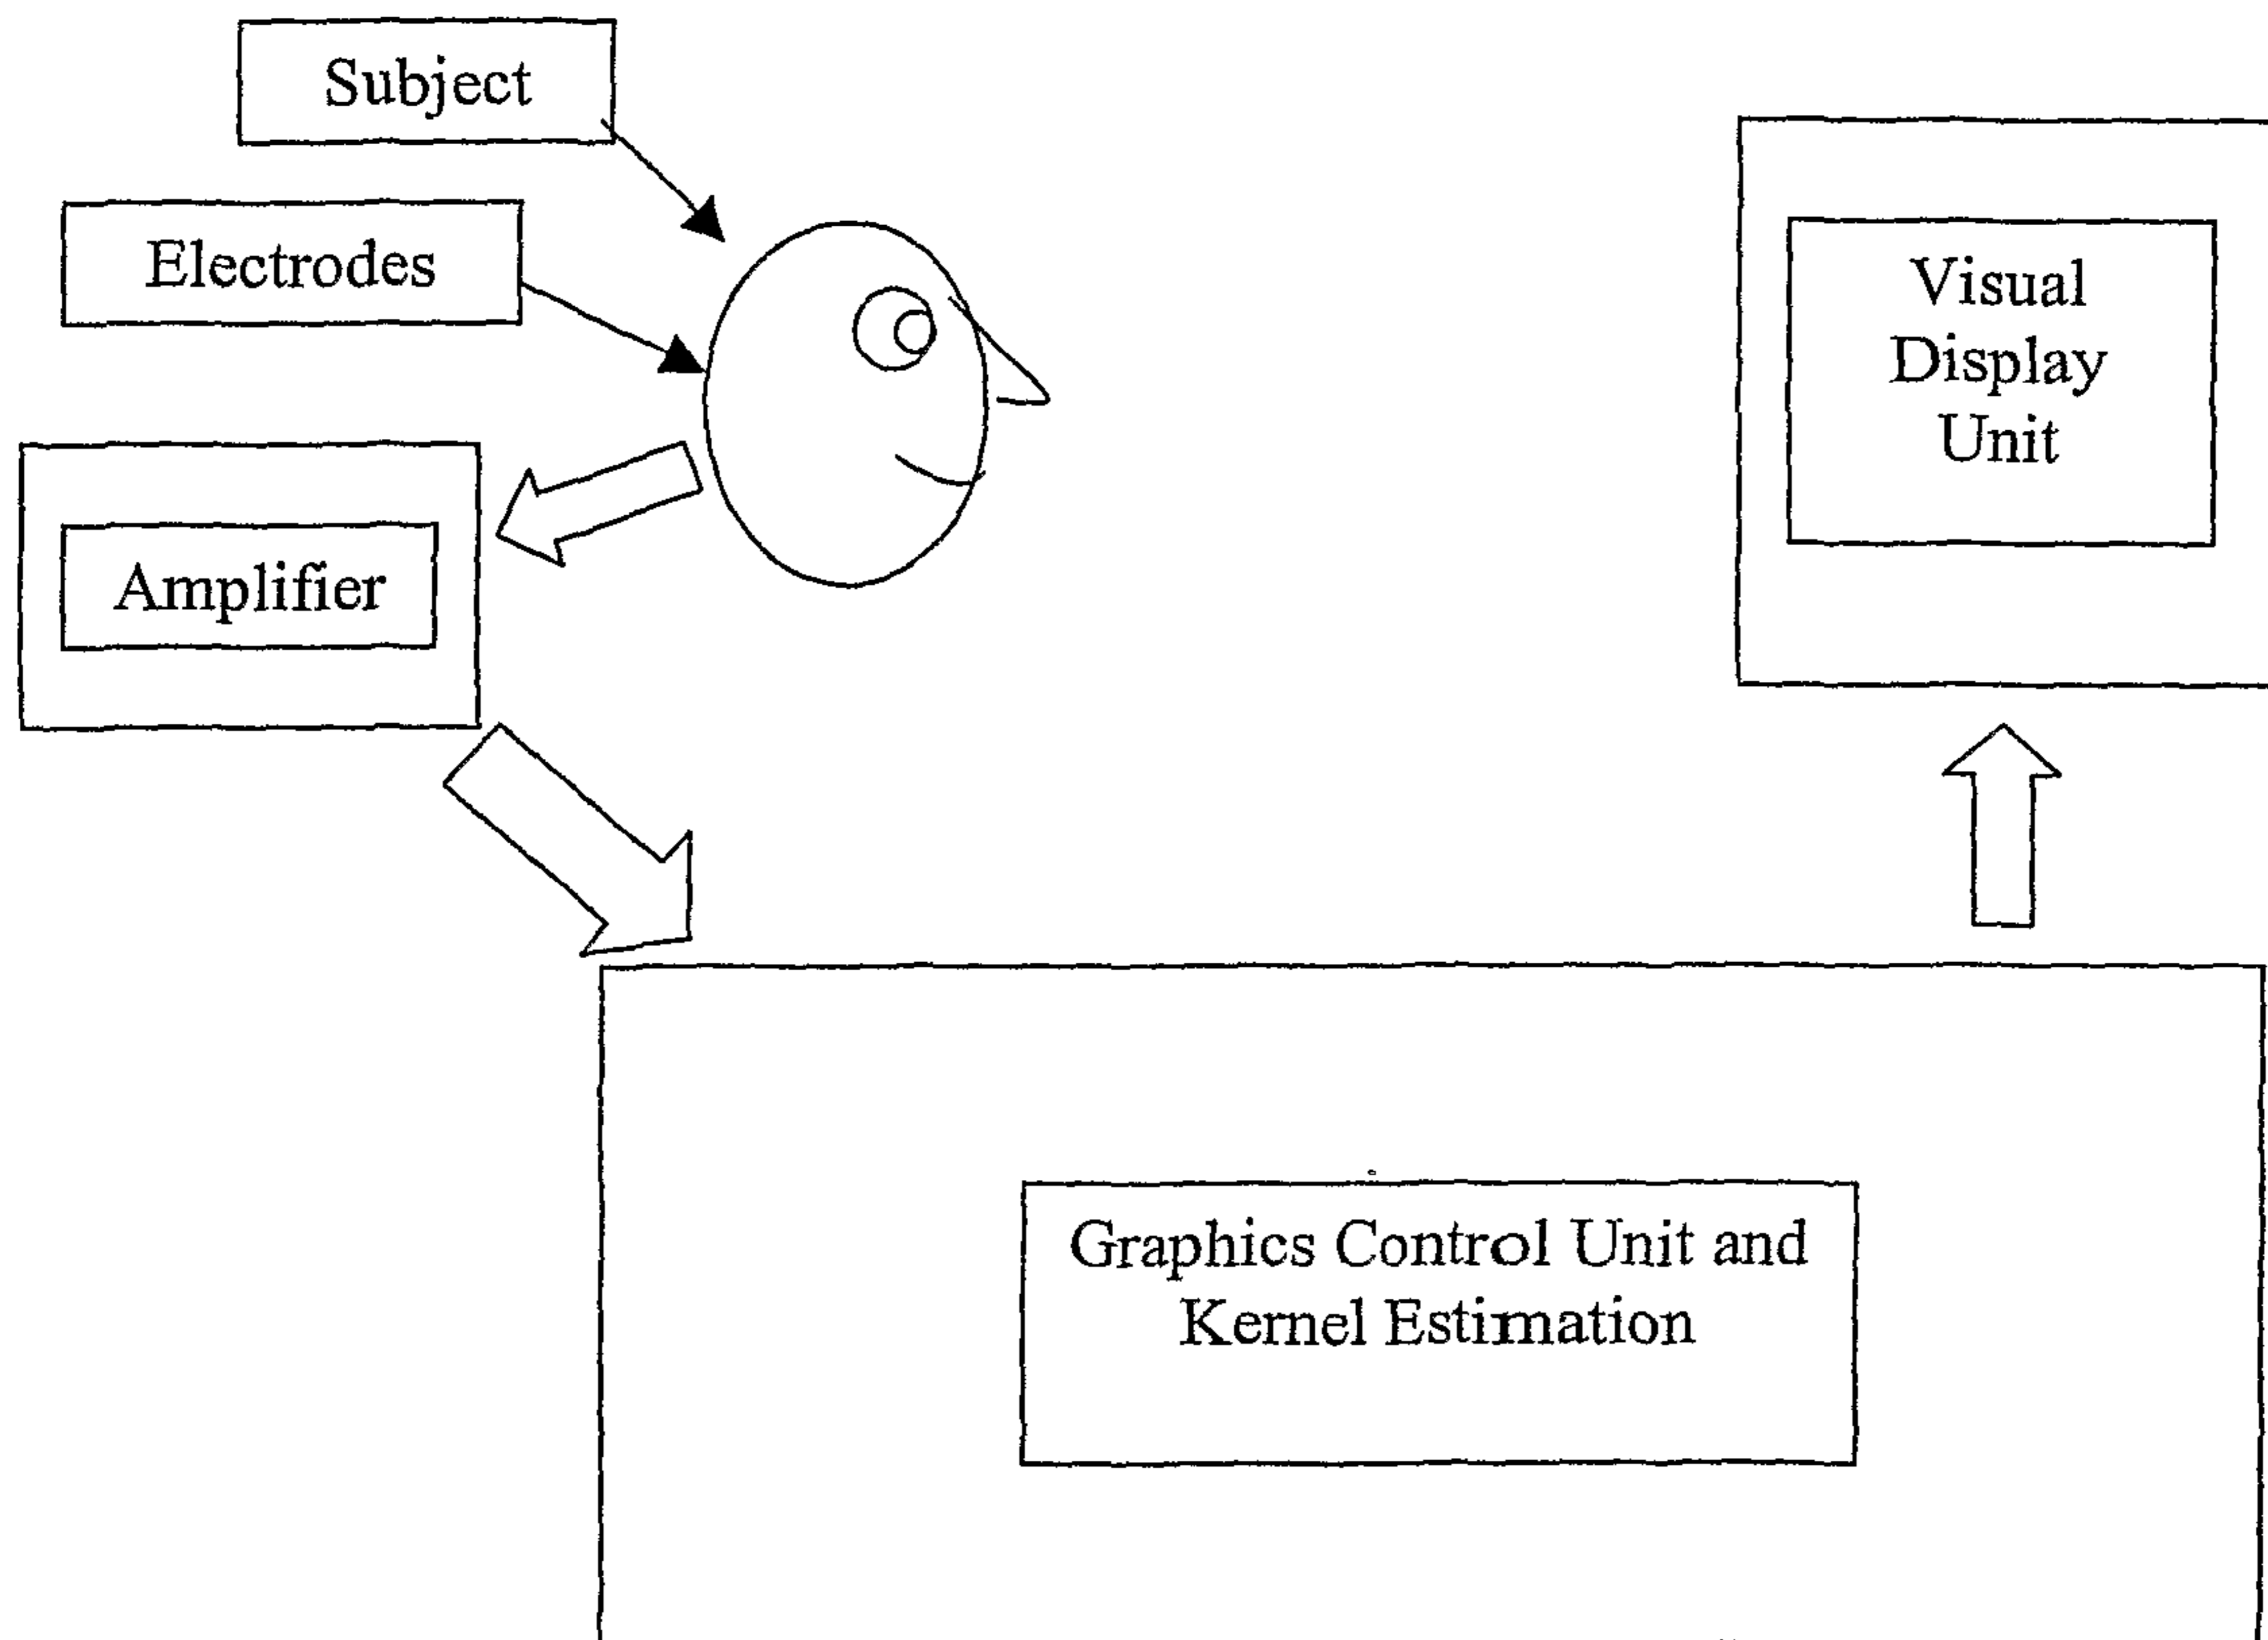 Subject
Electrodes
Amplifier
Visual
Display
Unit
Graphics Control Unit and
Kernel Estimation